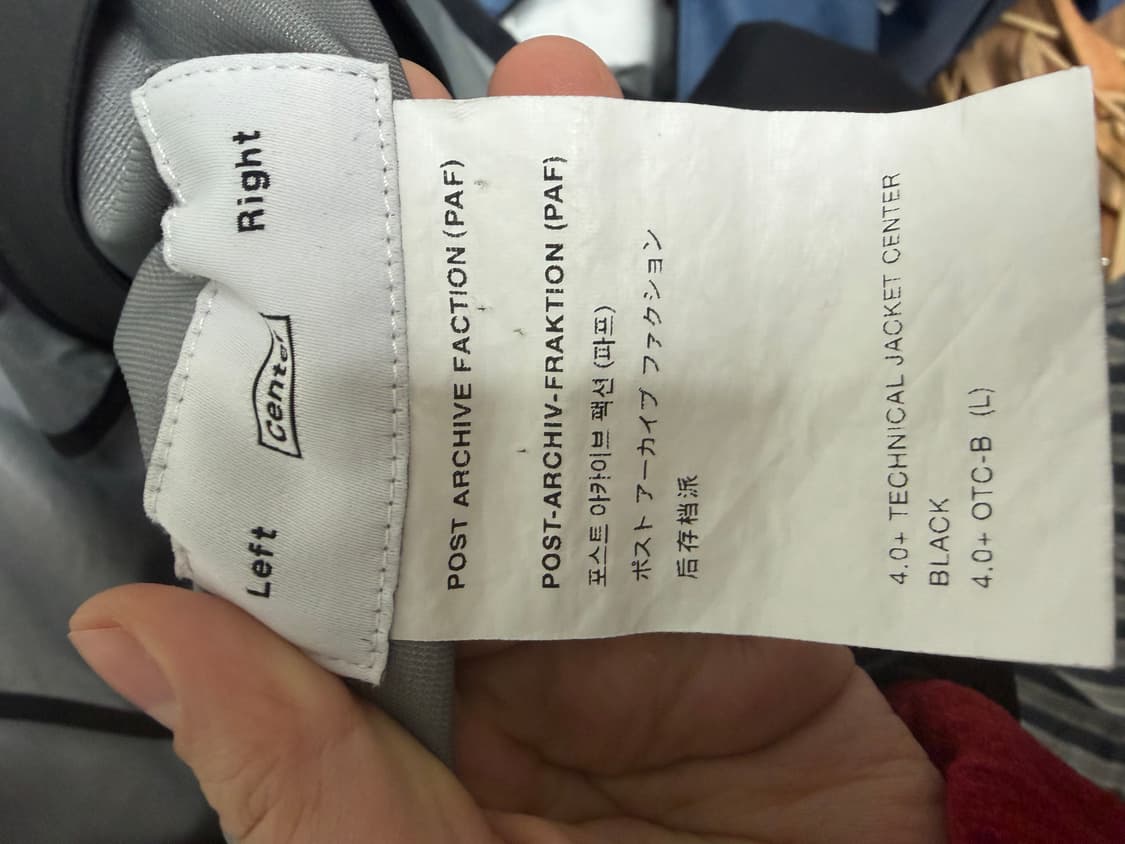 Left Center Right
POST ARCHIVE FACTION (PAF)
POST-ARCHIV-FRAKTION (PAF)
포스트 아카이브 팩션 (파프)
ポスト アーカイブ ファクション
后存档派
4.0+ TECHNICAL JACKET CENTER
BLACK
4.0+ OTC-B (L)